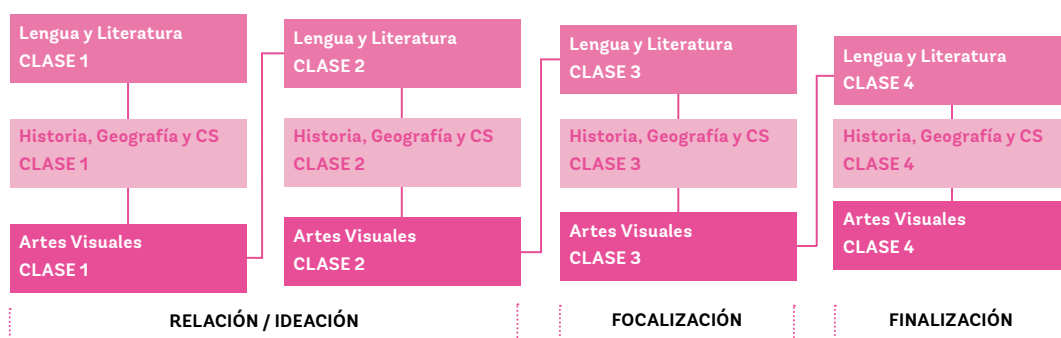 Lengua y Literatura
CLASE 1
Historia, Geografía y CS
CLASE 1
Artes Visuales
CLASE 1
Lengua y Literatura
CLASE 2
Historia, Geografía y CS
CLASE 2
Artes Visuales
CLASE 2
Lengua y Literatura
CLASE 3
Historia, Geografía y CS
CLASE 3
Artes Visuales
CLASE 3
Lengua y Literatura
CLASE 4
Historia, Geografía y CS
CLASE 4
Artes Visuales
CLASE 4
RELACIÓN / IDEACIÓN
FOCALIZACIÓN
FINALIZACIÓN